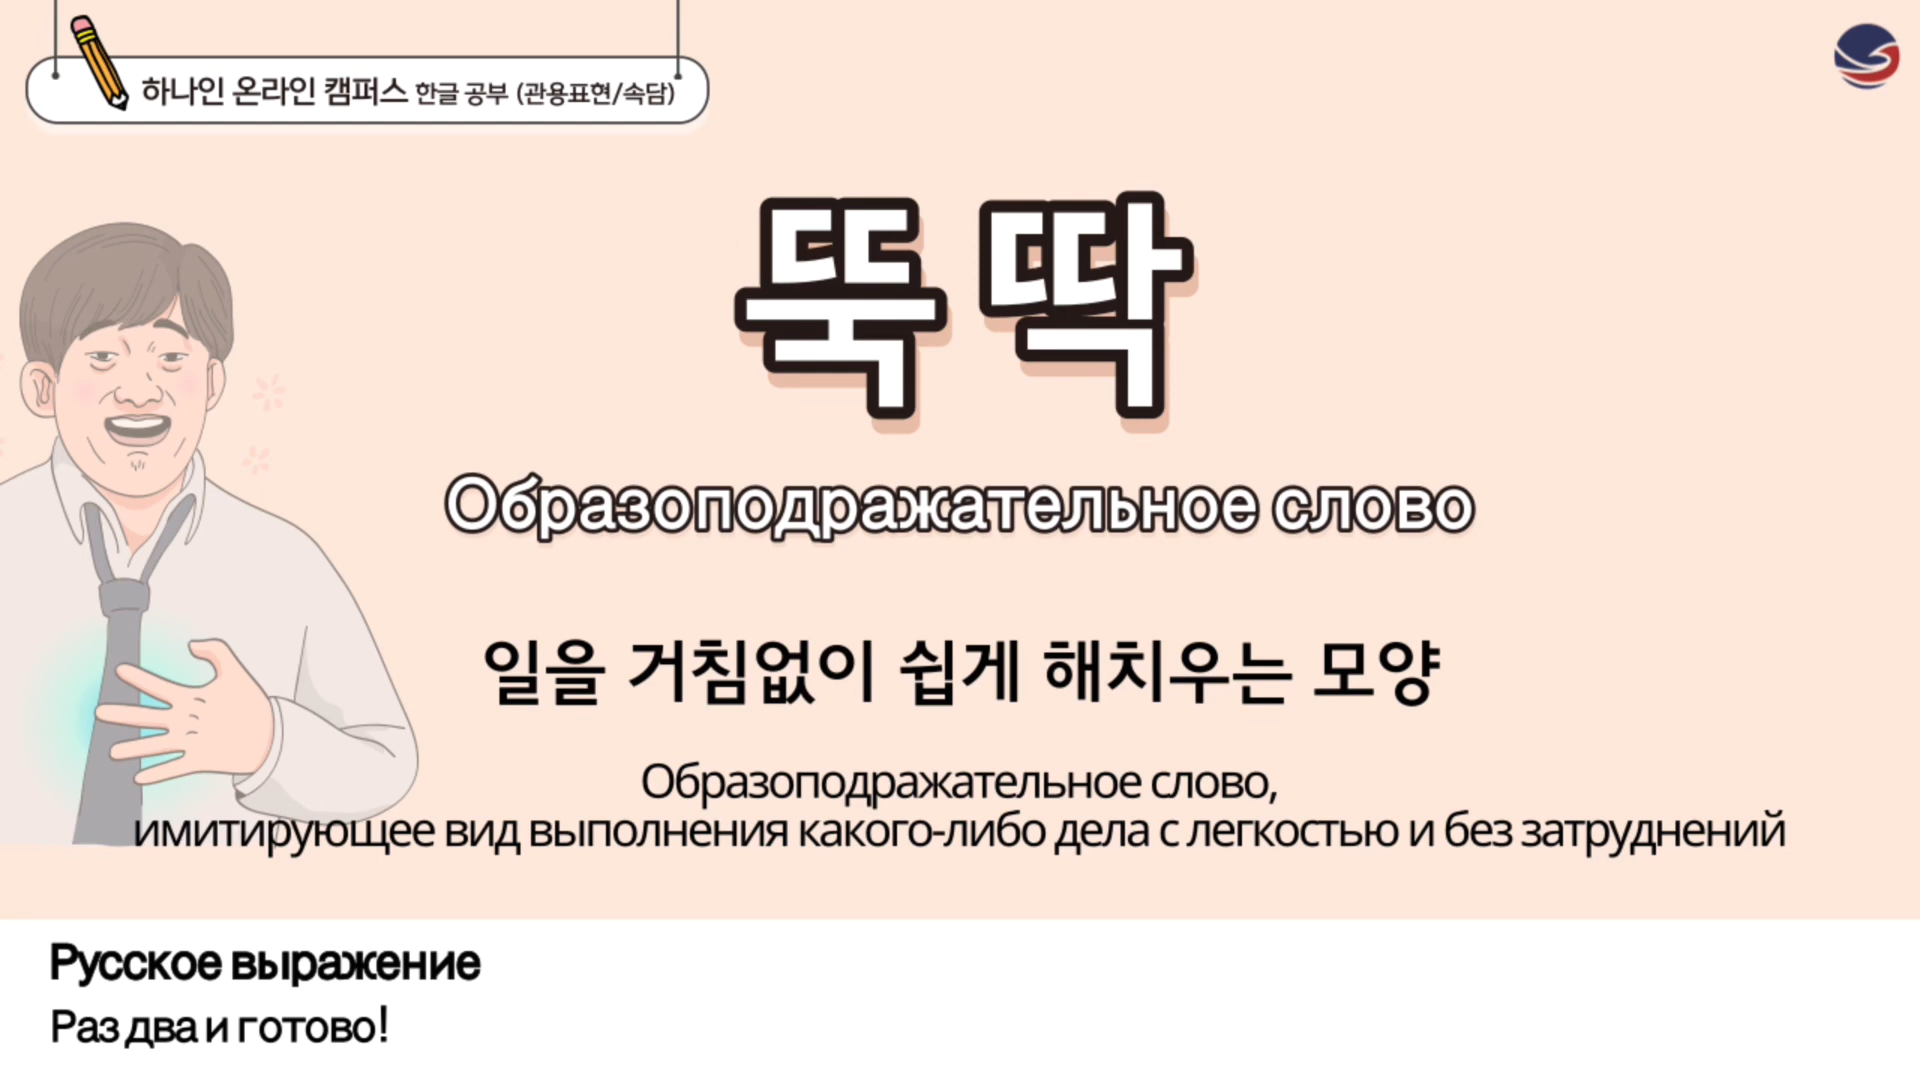 하나인 온라인 캠퍼스 한글 공부 (관용표현/속담)
뚝딱
Образоподражательное слово
일을 거침없이 쉽게 해치우는 모양
Образоподражательное слово,
имитирующее вид выполнения какого-либо дела с легкостью и без затруднений
Русское выражение
Раз два и готово!